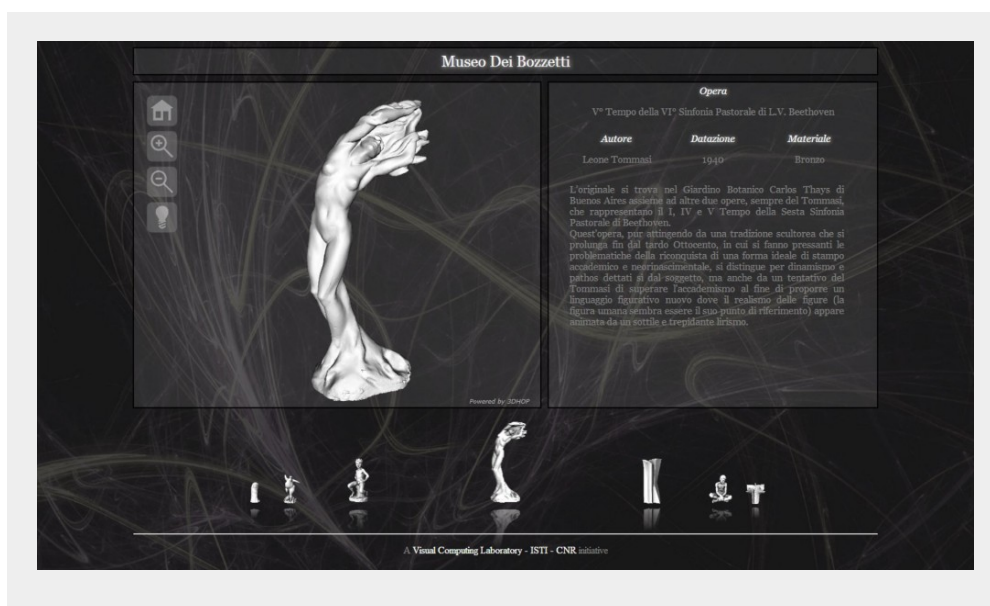 Museo Dei Bozzetti
Powered by 3DHOP
Opera
V° Tempo della VI° Sinfonia Pastorale di L.V. Beethoven
Autore Datazione Materiale
Leone Tommasi 1940 Bronzo
L'originale si trova nel Giardino Botanico Carlos Thays di
Buenos Aires assieme ad altre due opere, sempre del Tommasi,
che rappresentano il I, IV e V Tempo della Sesta Sinfonia
Pastorale di Beethoven.
Quest'opera, pur attingendo da una tradizione scultorea che si
prolunga fin dal tardo Ottocento, in cui si fanno pressanti le
problematiche della riconquista di una forma ideale di stampo
accademico e neorinascimentale, si distingue per dinamismo e
pathos dettati sì dal soggetto, ma anche da un tentativo del
Tommasi di superare l'accademismo al fine di proporre un
linguaggio figurativo nuovo dove il realismo delle figure (la
figura umana sembra essere il suo punto di riferimento) appare
animata da un sottile e trepidante lirismo.
A Visual Computing Laboratory - ISTI - CNR initiative